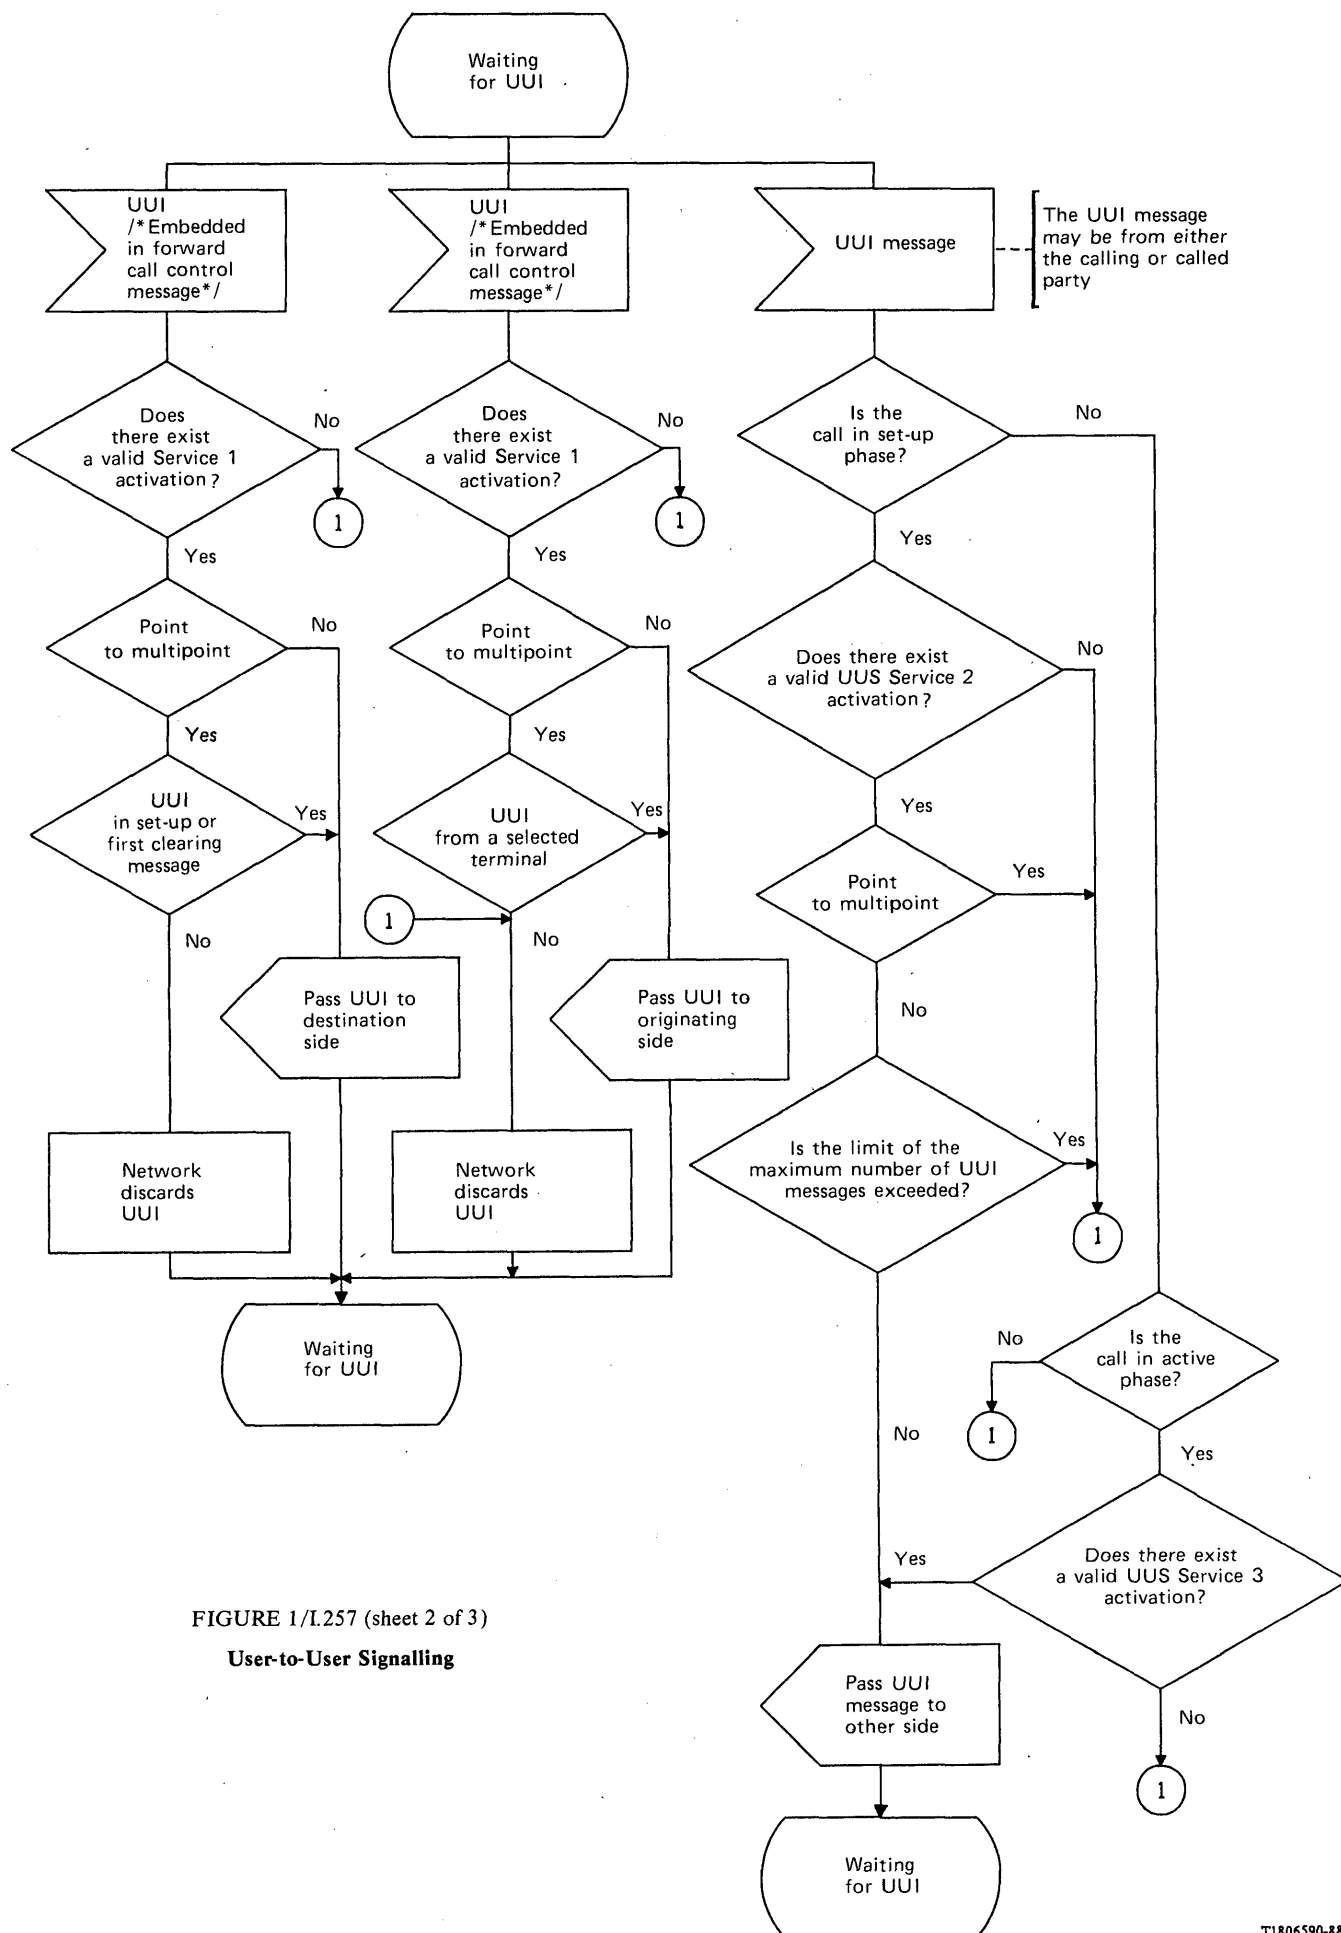 Waiting
for UUI
UUI
/*Embedded
in forward
call control
message*/
UUI
/*Embedded
in forward
call control
message*/
UUI message
The UUI message
may be from either
the calling or called
party
Does
there exist
a valid Service 1
activation?
No
1
Yes
Point
to multipoint
No
Yes
UUI
in set-up or
first clearing
message
Yes
No
Pass UUI to
destination
side
Network
discards
UUI
Does
there exist
a valid Service 1
activation?
No
1
Yes
Point
to multipoint
No
Yes
UUI
from a selected
terminal
Yes
1
No
Pass UUI to
originating
side
Network
discards
UUI
Waiting
for UUI
Is the
call in set-up
phase?
No
Yes
Does there exist
a valid UUS Service 2
activation?
No
Yes
Point
to multipoint
Yes
No
Is the limit of the
maximum number of UUI
messages exceeded?
Yes
1
No
Is the
call in active
phase?
No
1
Yes
Does there exist
a valid UUS Service 3
activation?
Yes
No
1
Pass UUI
message to
other side
Waiting
for UUI
FIGURE 1/I.257 (sheet 2 of 3)
User-to-User Signalling
T1806590-88